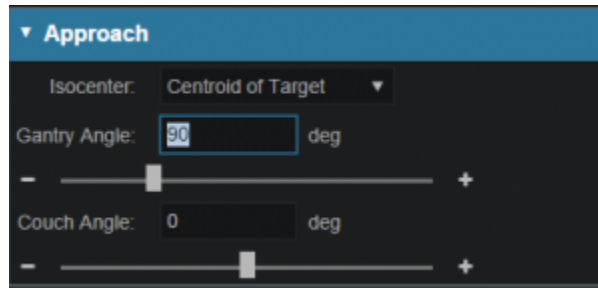 ▼ Approach
Isocenter: Centroid of Target ▼
Gantry Angle: 90 deg
− +
Couch Angle: 0 deg
− +